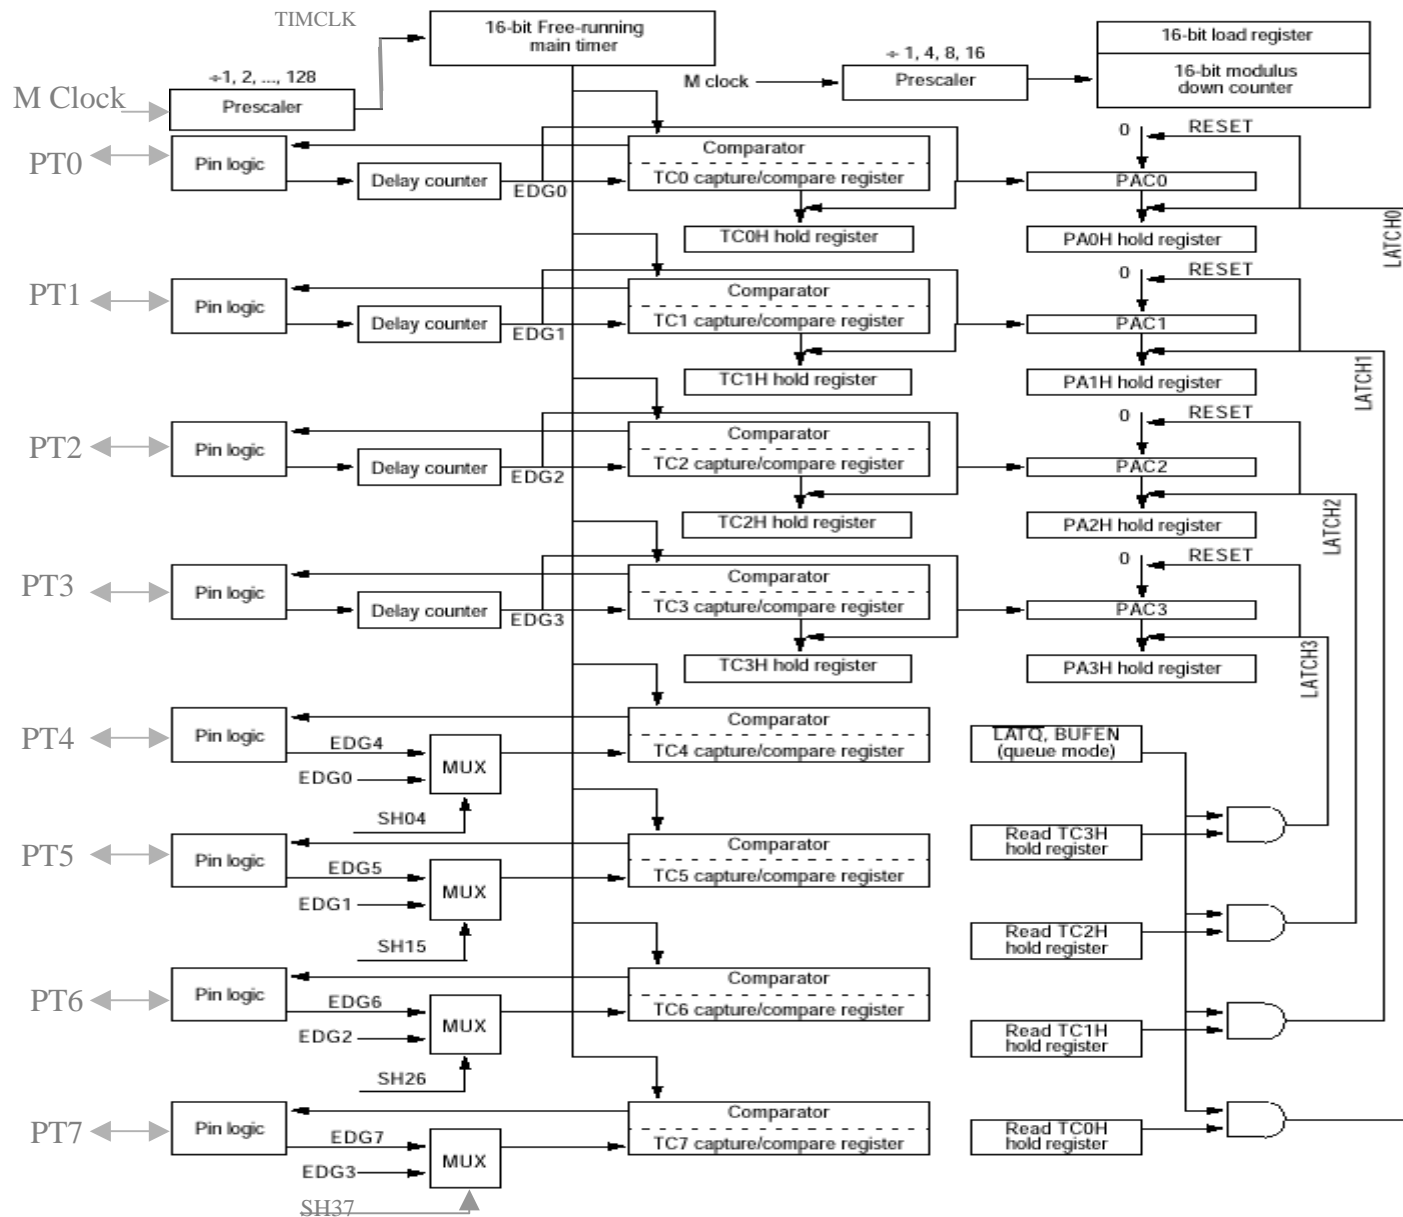 TIMCLK
16-bit Free-running
main timer
÷1, 2, ..., 128
M Clock
Prescaler
M clock
÷ 1, 4, 8, 16
Prescaler
16-bit load register
16-bit modulus
down counter
PT0
Pin logic
Delay counter
EDG0
Comparator
TC0 capture/compare register
TC0H hold register
0
RESET
PAC0
PA0H hold register
LATCH0
PT1
Pin logic
Delay counter
EDG1
Comparator
TC1 capture/compare register
TC1H hold register
0
RESET
PAC1
PA1H hold register
LATCH1
PT2
Pin logic
Delay counter
EDG2
Comparator
TC2 capture/compare register
TC2H hold register
0
RESET
PAC2
PA2H hold register
LATCH2
PT3
Pin logic
Delay counter
EDG3
Comparator
TC3 capture/compare register
TC3H hold register
0
RESET
PAC3
PA3H hold register
LATCH3
PT4
Pin logic
EDG4
EDG0
MUX
SH04
Comparator
TC4 capture/compare register
LATQ, BUFEN
(queue mode)
PT5
Pin logic
EDG5
EDG1
MUX
SH15
Comparator
TC5 capture/compare register
Read TC3H
hold register
Read TC2H
hold register
PT6
Pin logic
EDG6
EDG2
MUX
SH26
Comparator
TC6 capture/compare register
Read TC1H
hold register
PT7
Pin logic
EDG7
EDG3
MUX
SH37
Comparator
TC7 capture/compare register
Read TC0H
hold register